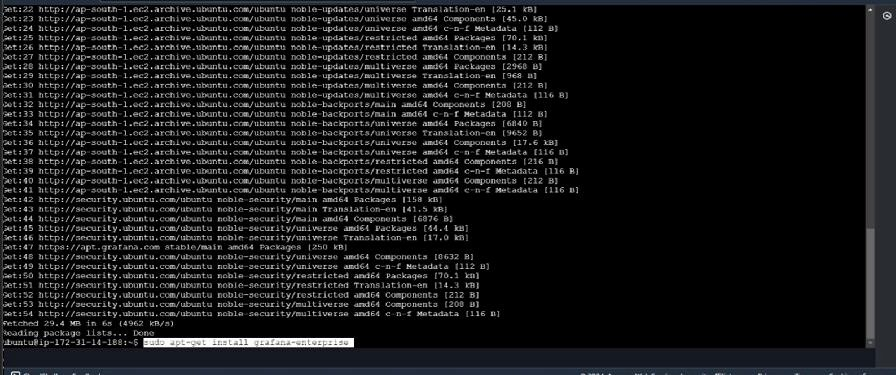 Get:22 http://ap-south-1.ec2.archive.ubuntu.com/ubuntu noble-updates/universe Translation-en [25.1 kB]
Get:23 http://ap-south-1.ec2.archive.ubuntu.com/ubuntu noble-updates/universe amd64 Components [45.0 kB]
Get:24 http://ap-south-1.ec2.archive.ubuntu.com/ubuntu noble-updates/universe amd64 c-n-f Metadata [112 B]
Get:25 http://ap-south-1.ec2.archive.ubuntu.com/ubuntu noble-updates/restricted amd64 Packages [70.1 kB]
Get:26 http://ap-south-1.ec2.archive.ubuntu.com/ubuntu noble-updates/restricted Translation-en [14.3 kB]
Get:27 http://ap-south-1.ec2.archive.ubuntu.com/ubuntu noble-updates/restricted amd64 Components [212 B]
Get:28 http://ap-south-1.ec2.archive.ubuntu.com/ubuntu noble-updates/multiverse amd64 Packages [2968 B]
Get:29 http://ap-south-1.ec2.archive.ubuntu.com/ubuntu noble-updates/multiverse Translation-en [968 B]
Get:30 http://ap-south-1.ec2.archive.ubuntu.com/ubuntu noble-updates/multiverse amd64 Components [212 B]
Get:31 http://ap-south-1.ec2.archive.ubuntu.com/ubuntu noble-updates/multiverse amd64 c-n-f Metadata [116 B]
Get:32 http://ap-south-1.ec2.archive.ubuntu.com/ubuntu noble-backports/main amd64 Components [208 B]
Get:33 http://ap-south-1.ec2.archive.ubuntu.com/ubuntu noble-backports/main amd64 c-n-f Metadata [112 B]
Get:34 http://ap-south-1.ec2.archive.ubuntu.com/ubuntu noble-backports/universe amd64 Packages [6840 B]
Get:35 http://ap-south-1.ec2.archive.ubuntu.com/ubuntu noble-backports/universe Translation-en [9652 B]
Get:36 http://ap-south-1.ec2.archive.ubuntu.com/ubuntu noble-backports/universe amd64 Components [17.6 kB]
Get:37 http://ap-south-1.ec2.archive.ubuntu.com/ubuntu noble-backports/universe amd64 c-n-f Metadata [116 B]
Get:38 http://ap-south-1.ec2.archive.ubuntu.com/ubuntu noble-backports/restricted amd64 Components [216 B]
Get:39 http://ap-south-1.ec2.archive.ubuntu.com/ubuntu noble-backports/restricted amd64 c-n-f Metadata [116 B]
Get:40 http://ap-south-1.ec2.archive.ubuntu.com/ubuntu noble-backports/multiverse amd64 Components [212 B]
Get:41 http://ap-south-1.ec2.archive.ubuntu.com/ubuntu noble-backports/multiverse amd64 c-n-f Metadata [116 B]
Get:42 http://security.ubuntu.com/ubuntu noble-security/main amd64 Packages [158 kB]
Get:43 http://security.ubuntu.com/ubuntu noble-security/main Translation-en [41.5 kB]
Get:44 http://security.ubuntu.com/ubuntu noble-security/main amd64 Components [6876 B]
Get:45 http://security.ubuntu.com/ubuntu noble-security/universe amd64 Packages [44.4 kB]
Get:46 http://security.ubuntu.com/ubuntu noble-security/universe Translation-en [17.0 kB]
Get:47 https://apt.grafana.com stable/main amd64 Packages [250 kB]
Get:48 http://security.ubuntu.com/ubuntu noble-security/universe amd64 Components [8632 B]
Get:49 http://security.ubuntu.com/ubuntu noble-security/universe amd64 c-n-f Metadata [112 B]
Get:50 http://security.ubuntu.com/ubuntu noble-security/restricted amd64 Packages [70.1 kB]
Get:51 http://security.ubuntu.com/ubuntu noble-security/restricted Translation-en [14.3 kB]
Get:52 http://security.ubuntu.com/ubuntu noble-security/restricted amd64 Components [212 B]
Get:53 http://security.ubuntu.com/ubuntu noble-security/multiverse amd64 Components [208 B]
Get:54 http://security.ubuntu.com/ubuntu noble-security/multiverse amd64 c-n-f Metadata [116 B]
Fetched 29.4 MB in 6s (4962 kB/s)
Reading package lists... Done
ubuntu@ip-172-31-14-188:~$ sudo apt-get install grafana-enterprise